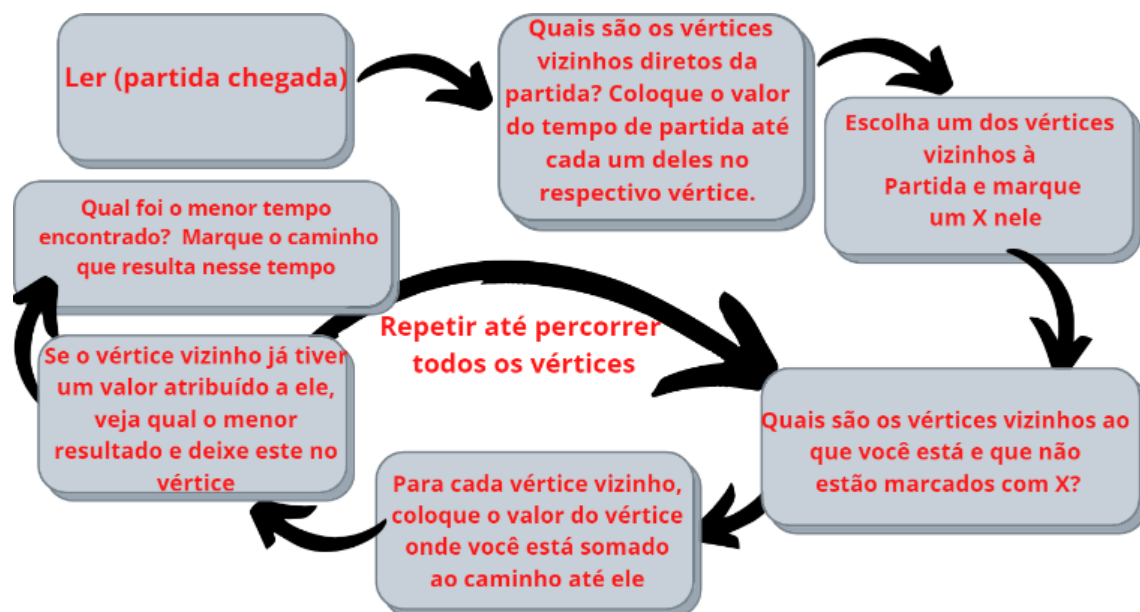 Ler (partida chegada)
Quais são os vértices
vizinhos diretos da
partida? Coloque o valor
do tempo de partida até
cada um deles no
respectivo vértice.
Escolha um dos vértices
vizinhos à
Partida e marque
um X nele
Quais são os vértices vizinhos ao
que você está e que não
estão marcados com X?
Para cada vértice vizinho,
coloque o valor do vértice
onde você está somado
ao caminho até ele
Se o vértice vizinho já tiver
um valor atribuído a ele,
veja qual o menor
resultado e deixe este no
vértice
Repetir até percorrer
todos os vértices
Qual foi o menor tempo
encontrado? Marque o caminho
que resulta nesse tempo